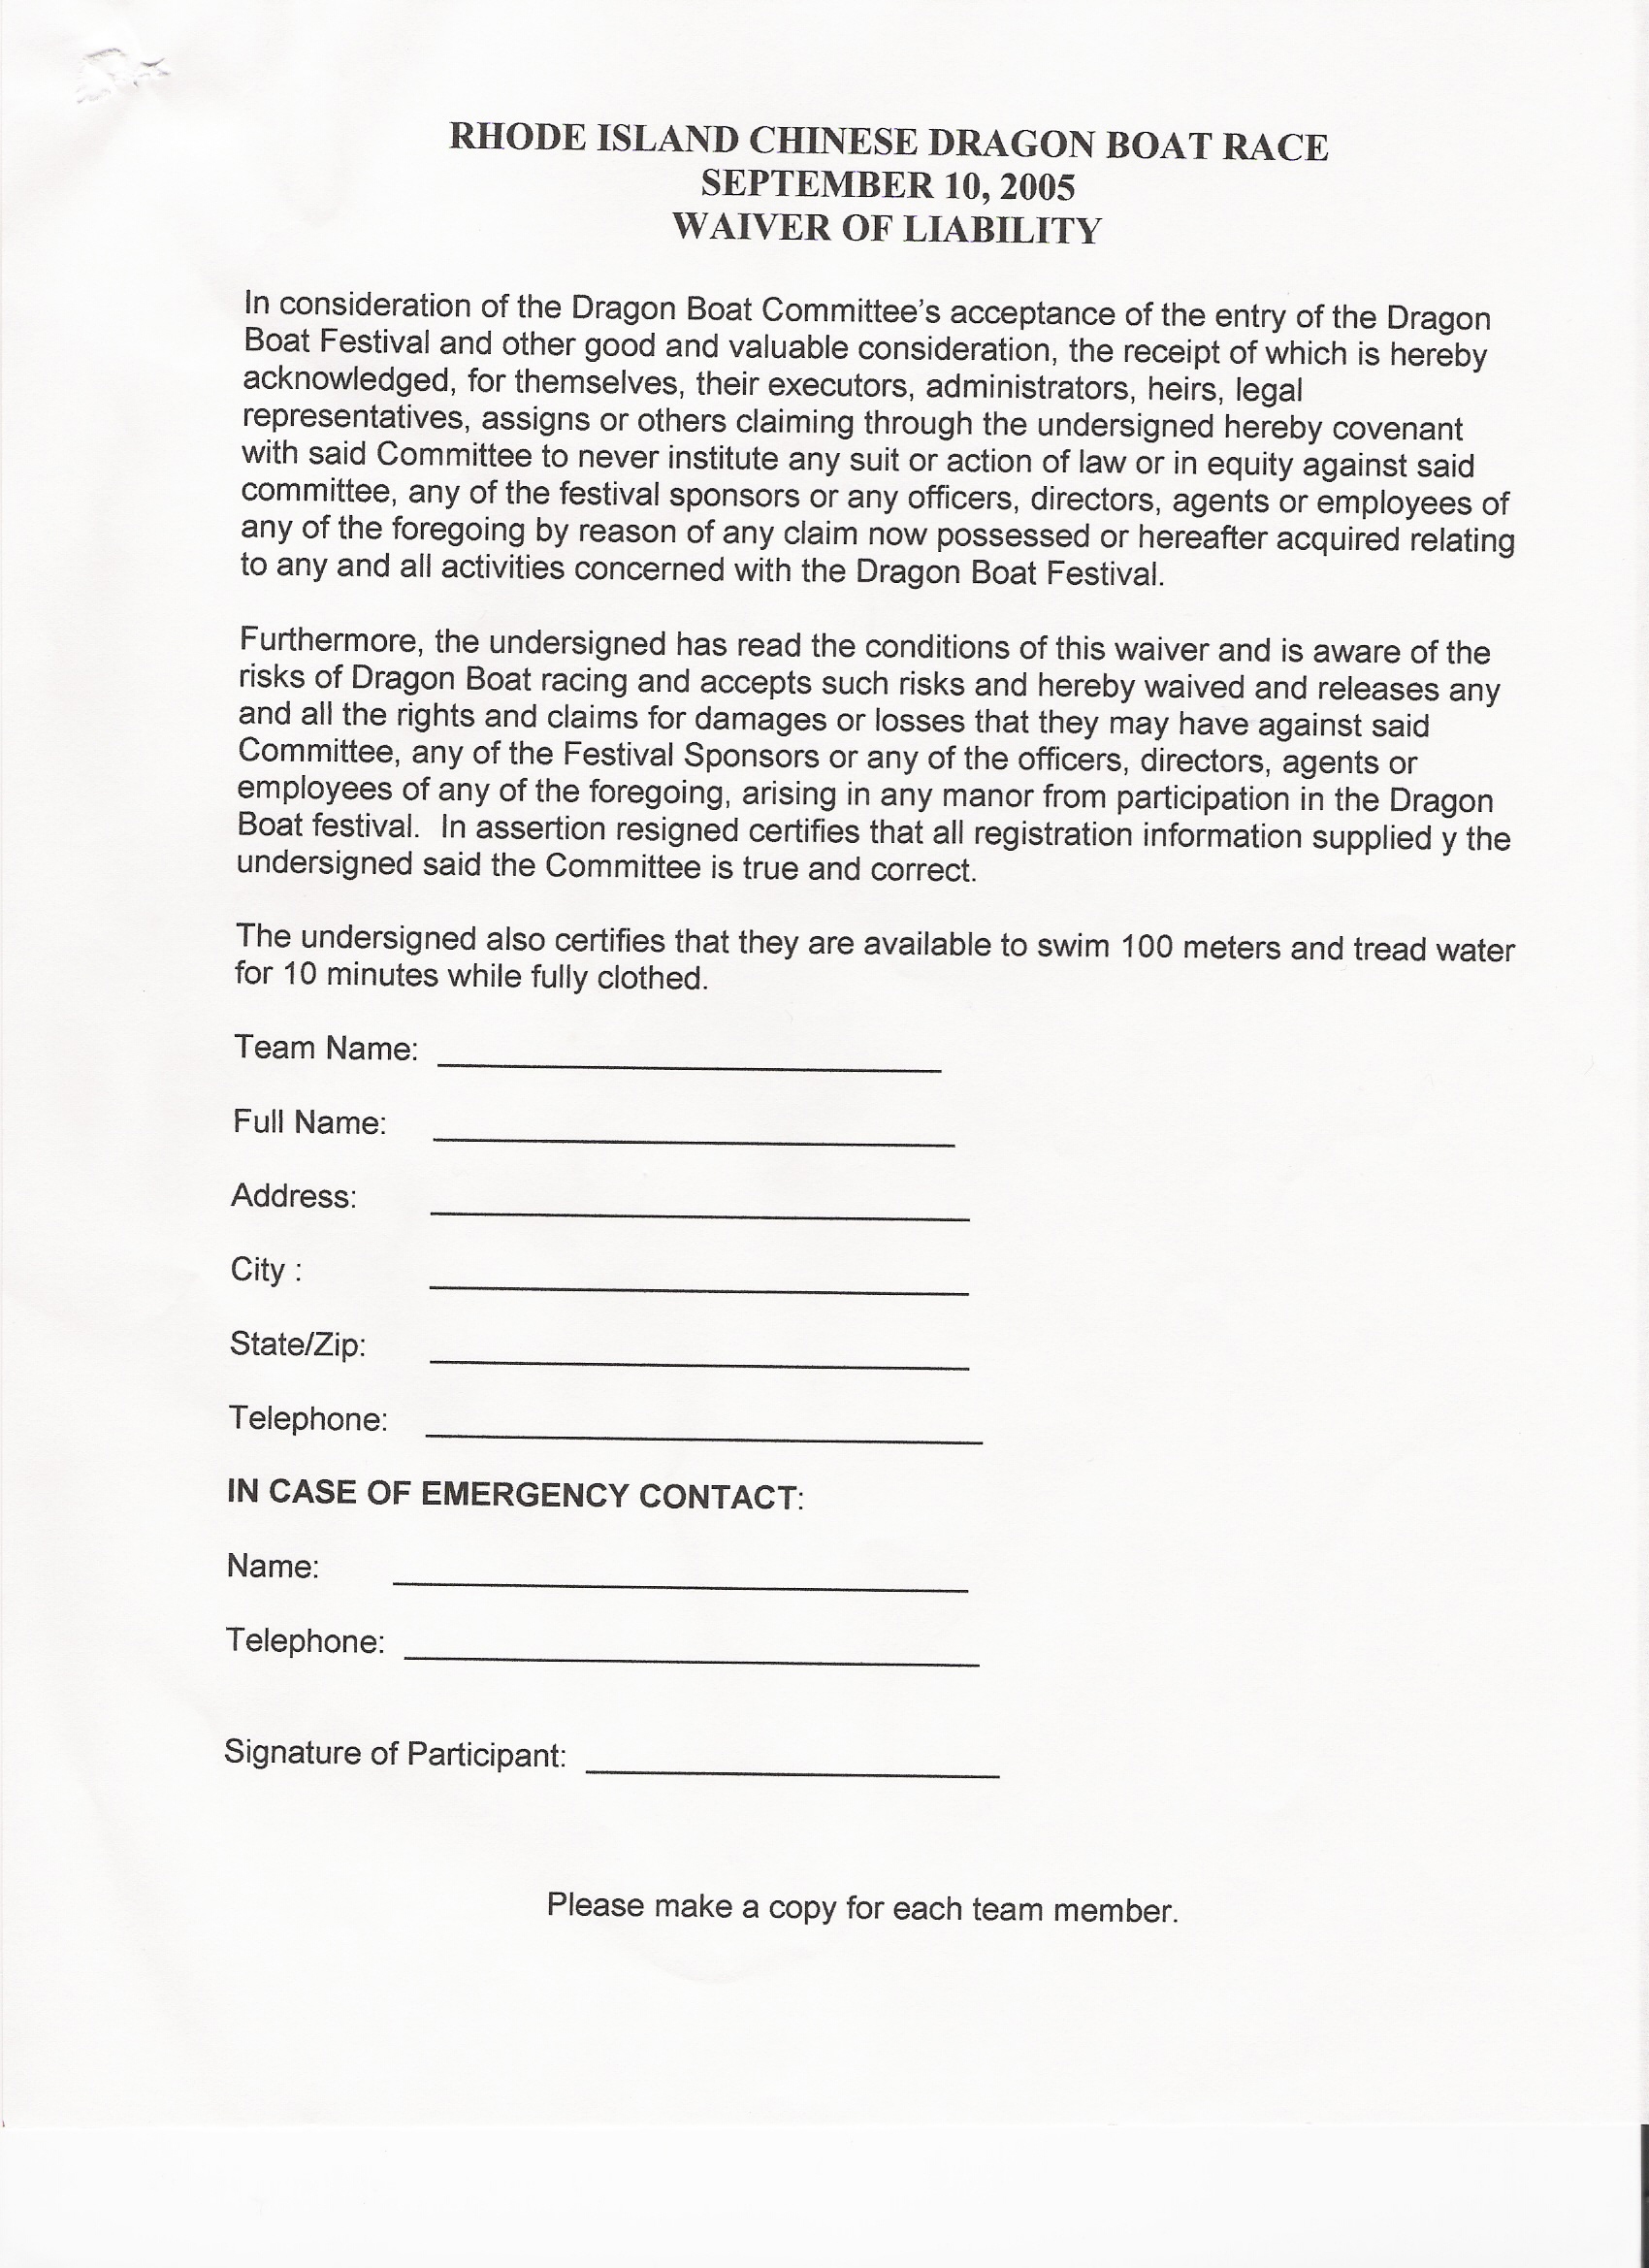 RHODE ISLAND CHINESE DRAGON BOAT RACE
SEPTEMBER 10, 2005
WAIVER OF LIABILITY
In consideration of the Dragon Boat Committee's acceptance of the entry of the Dragon
Boat Festival and other good and valuable consideration, the receipt of which is hereby
acknowledged, for themselves, their executors, administrators, heirs, legal
representatives, assigns or others claiming through the undersigned hereby covenant
with said Committee to never institute any suit or action of law or in equity against said
committee, any of the festival sponsors or any officers, directors, agents or employees of
any of the foregoing by reason of any claim now possessed or hereafter acquired relating
to any and all activities concerned with the Dragon Boat Festival.
Furthermore, the undersigned has read the conditions of this waiver and is aware of the
risks of Dragon Boat racing and accepts such risks and hereby waived and releases any
and all the rights and claims for damages or losses that they may have against said
Committee, any of the Festival Sponsors or any of the officers, directors, agents or
employees of any of the foregoing, arising in any manor from participation in the Dragon
Boat festival. In assertion resigned certifies that all registration information supplied y the
undersigned said the Committee is true and correct.
The undersigned also certifies that they are available to swim 100 meters and tread water
for 10 minutes while fully clothed.
Team Name:
Full Name:
Address:
City :
State/Zip:
Telephone:
IN CASE OF EMERGENCY CONTACT:
Name:
Telephone:
Signature of Participant:
Please make a copy for each team member.